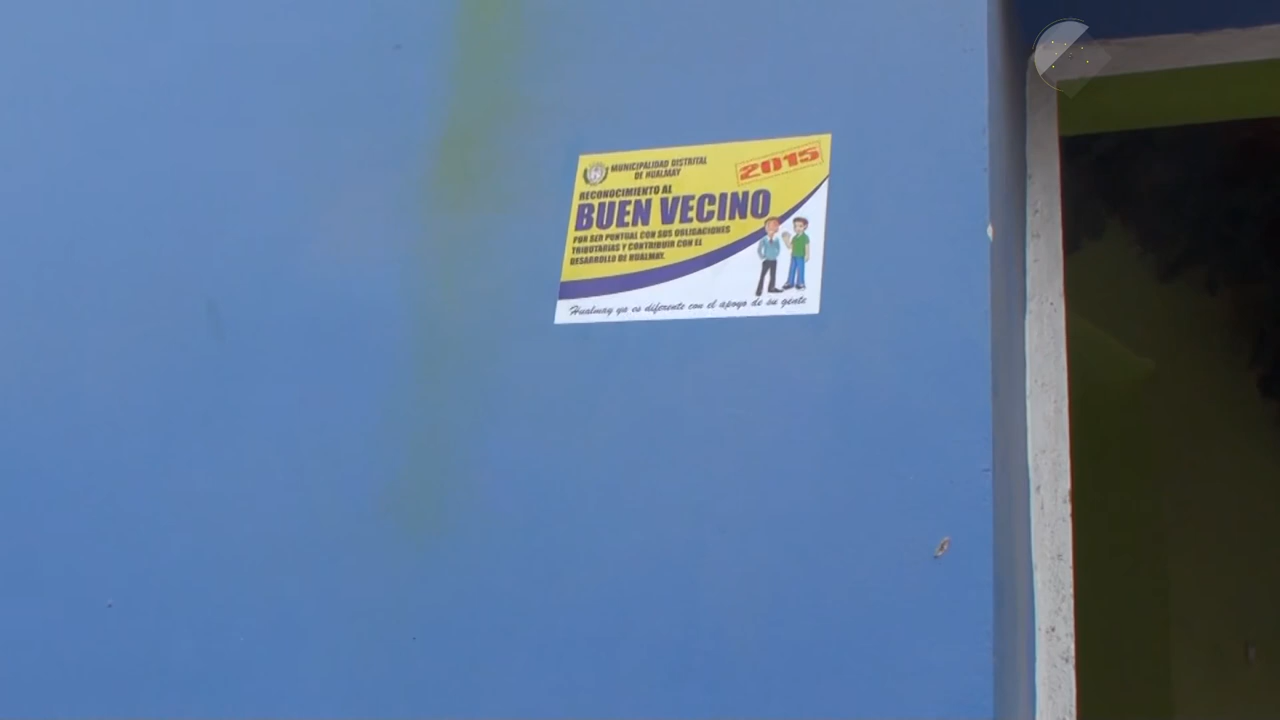 MUNICIPALIDAD DISTRITAL
DE HUALMAY
2015
RECONOCIMIENTO AL
BUEN VECINO
POR SER PUNTUAL CON SUS OBLIGACIONES
TRIBUTARIAS Y CONTRIBUIR CON EL
DESARROLLO DE HUALMAY.
Hualmay ya es diferente con el apoyo de su gente